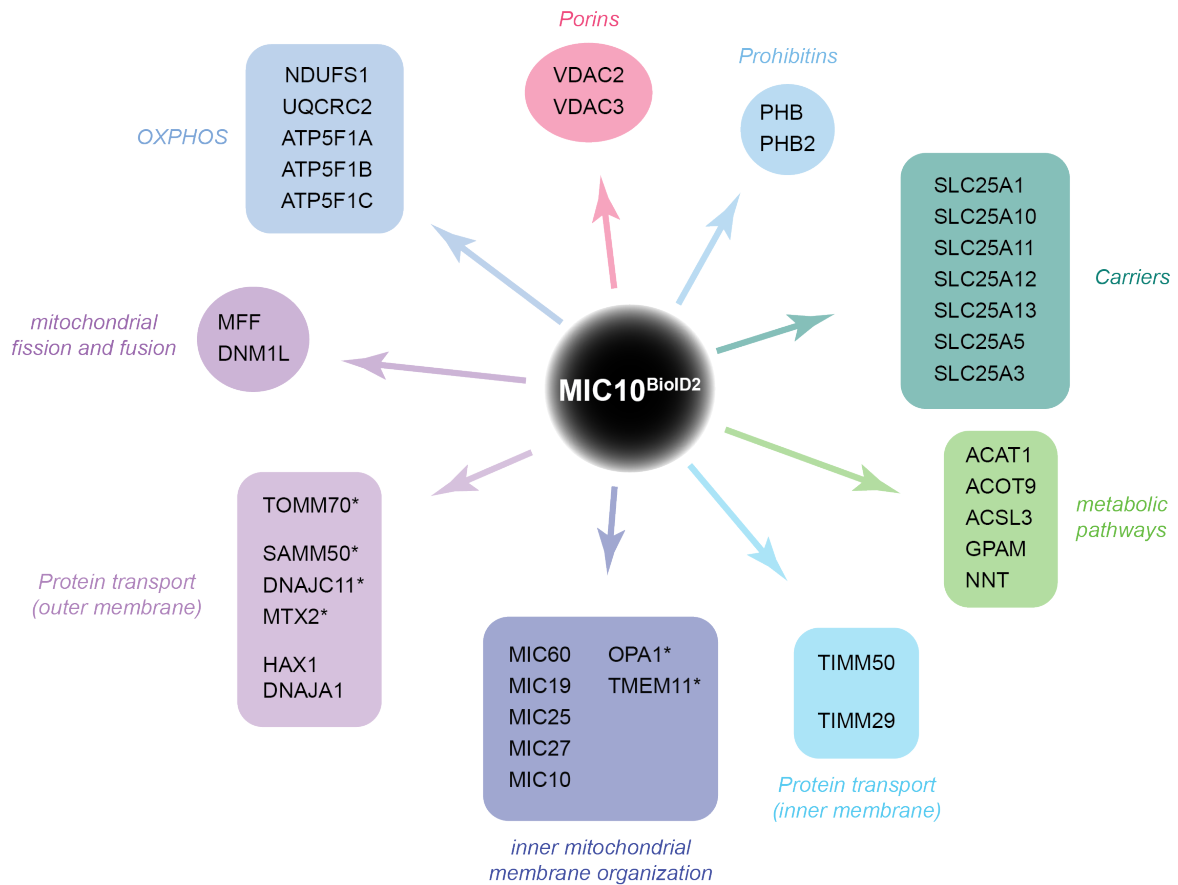 Porins
VDAC2
VDAC3
Prohibitins
PHB
PHB2
OXPHOS
NDUFS1
UQCRC2
ATP5F1A
ATP5F1B
ATP5F1C
SLC25A1
SLC25A10
SLC25A11
SLC25A12
SLC25A13
SLC25A5
SLC25A3
Carriers
mitochondrial
fission and fusion
MFF
DNM1L
MIC10BioID2
ACAT1
ACOT9
ACSL3
GPAM
NNT
metabolic
pathways
Protein transport
(outer membrane)
TOMM70*
SAMM50*
DNAJC11*
MTX2*
HAX1
DNAJA1
MIC60
MIC19
MIC25
MIC27
MIC10
OPA1*
TMEM11*
inner mitochondrial
membrane organization
TIMM50
TIMM29
Protein transport
(inner membrane)